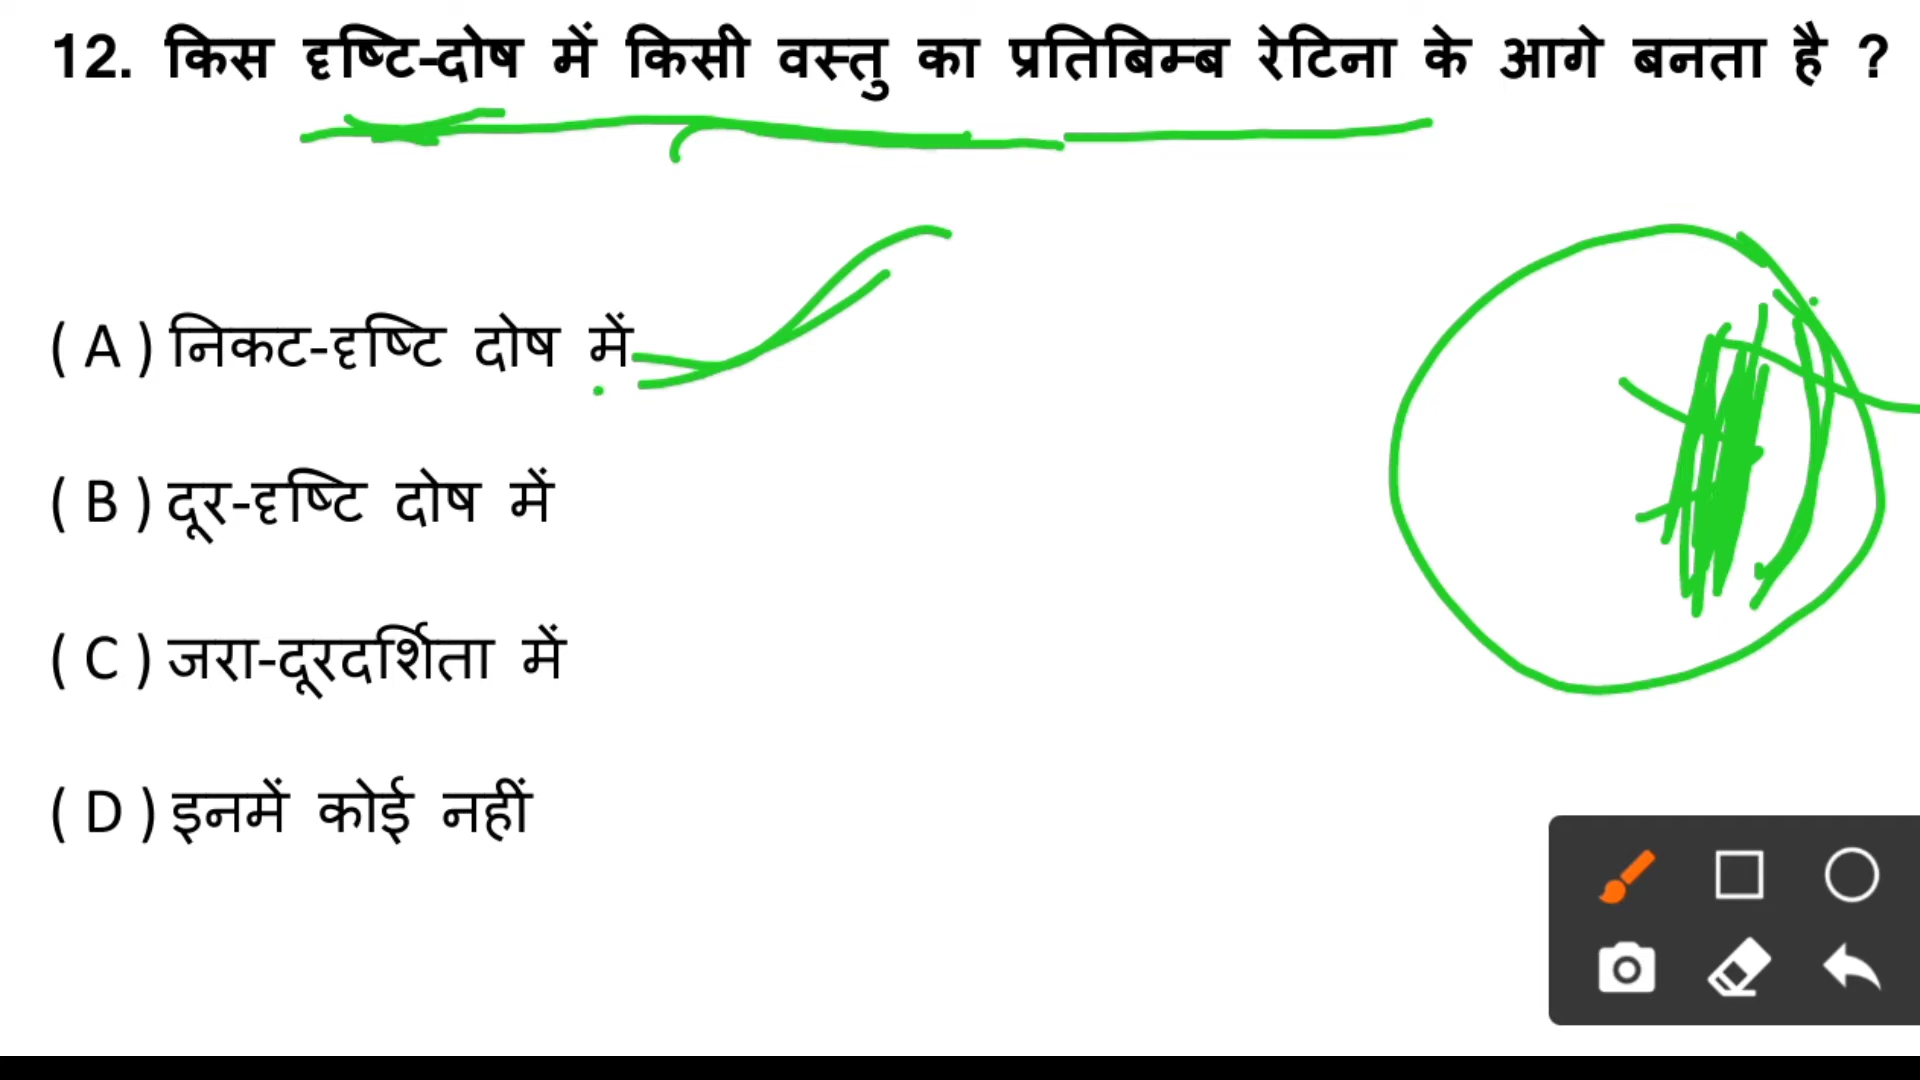 12. किस दृष्टि-दोष में किसी वस्तु का प्रतिबिम्ब रेटिना के आगे बनता है ?
( A ) निकट-दृष्टि दोष में
( B ) दूर-दृष्टि दोष में
( C ) जरा-दूरदर्शिता में
( D ) इनमें कोई नहीं